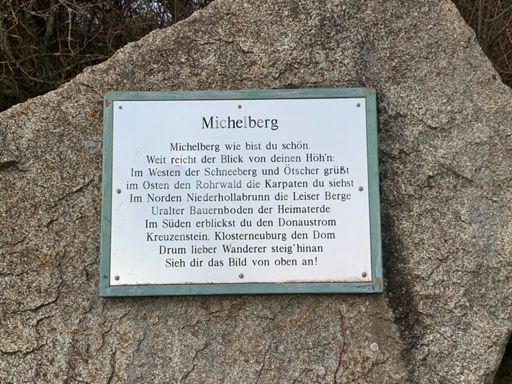 Michelberg
Michelberg wie bist du schön.
Weit reicht der Blick von deinen Höh'n:
Im Westen der Schneeberg und Ötscher grüßt
im Osten den Rohrwald die Karpaten du siehst
Im Norden Niederhollabrunn die Leiser Berge
Uralter Bauernboden der Heimaterde
Im Süden erblickst du den Donaustrom
Kreuzenstein, Klosterneuburg den Dom
Drum lieber Wanderer steig'hinan
Sieh dir das Bild von oben an!